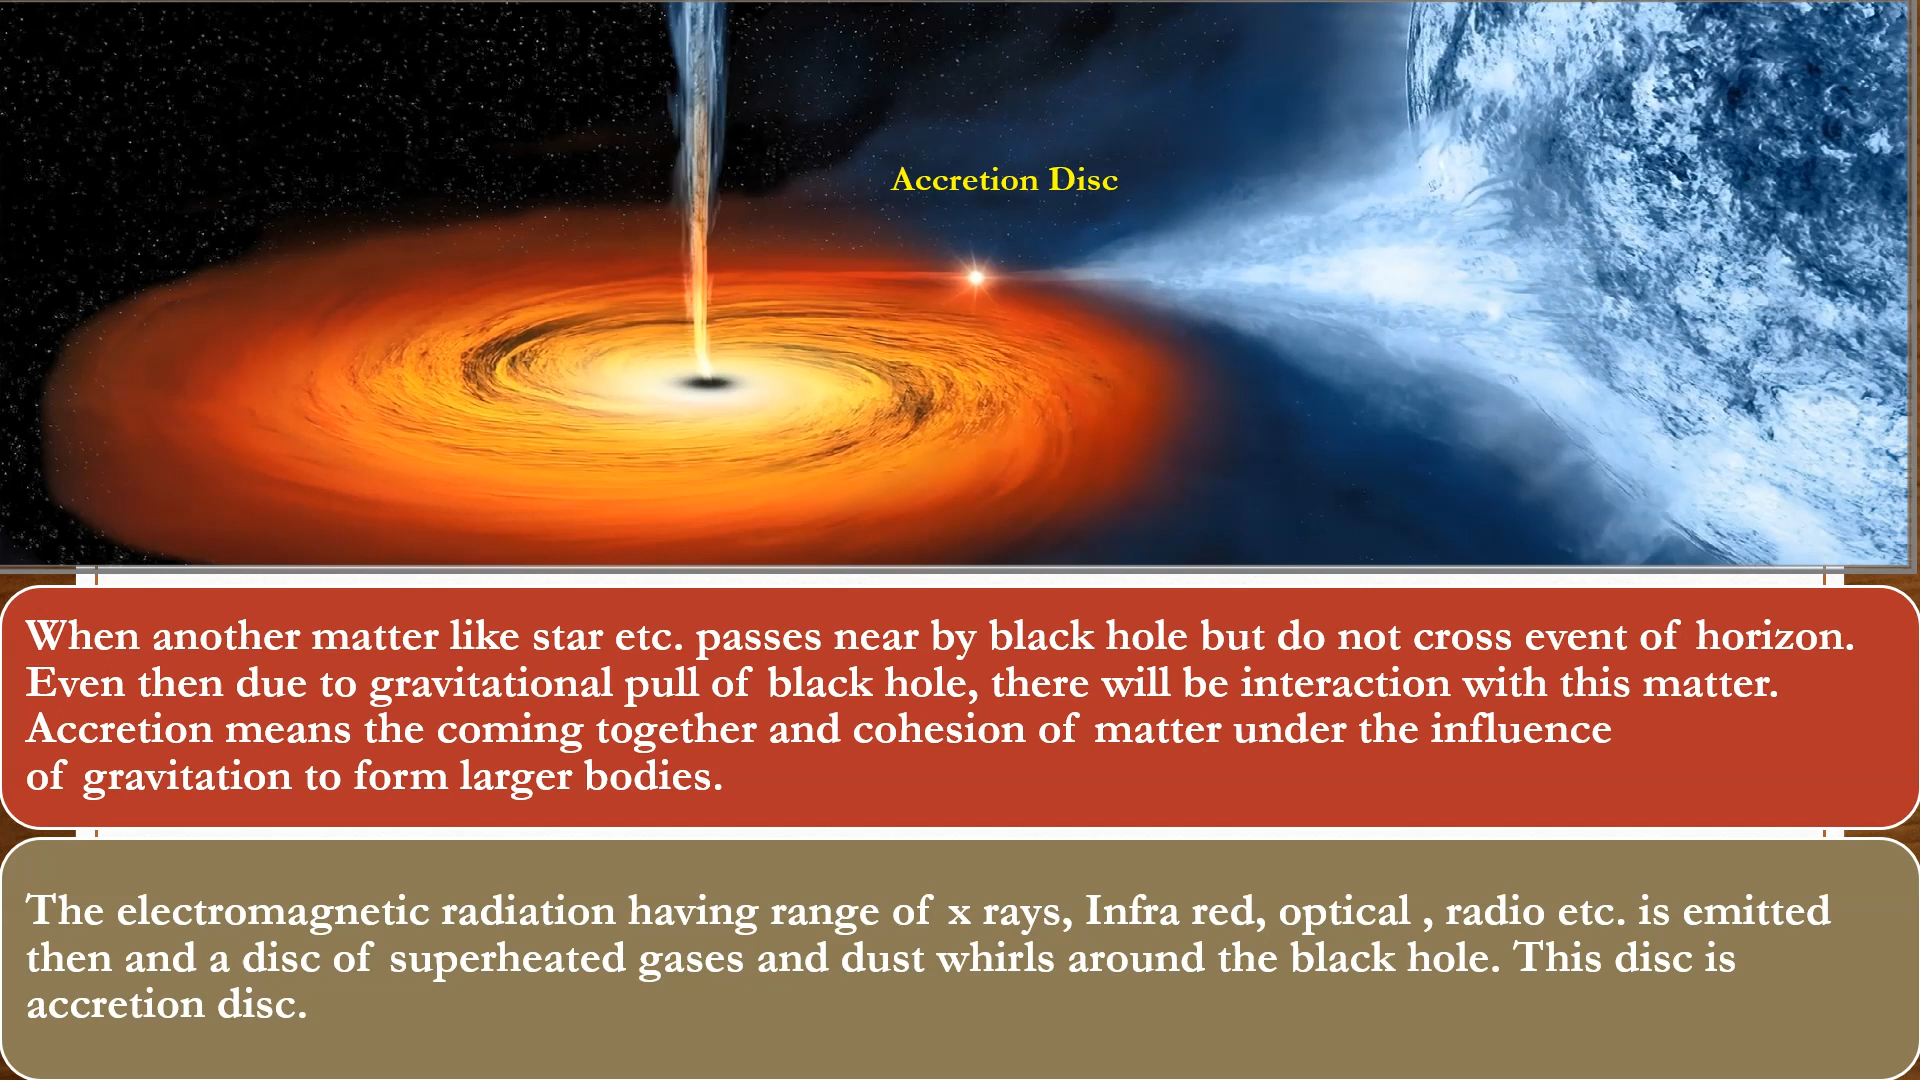 Accretion Disc
When another matter like star etc. passes near by black hole but do not cross event of horizon.
Even then due to gravitational pull of black hole, there will be interaction with this matter.
Accretion means the coming together and cohesion of matter under the influence
of gravitation to form larger bodies.
The electromagnetic radiation having range of x rays, Infra red, optical , radio etc. is emitted
then and a disc of superheated gases and dust whirls around the black hole. This disc is
accretion disc.